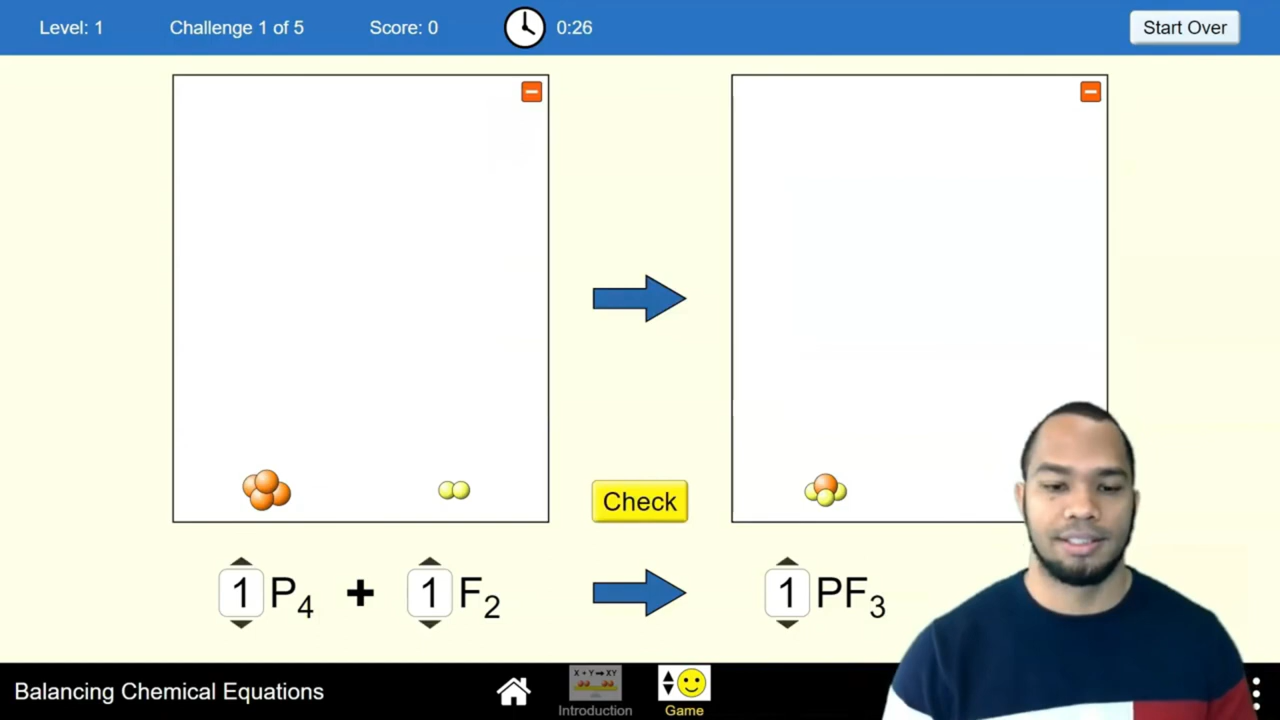 Level: 1 Challenge 1 of 5 Score: 0 0:26 Start Over
Check
1 P₄ + 1 F₂ 1 PF₃
X + Y → XY
Balancing Chemical Equations Introduction Game